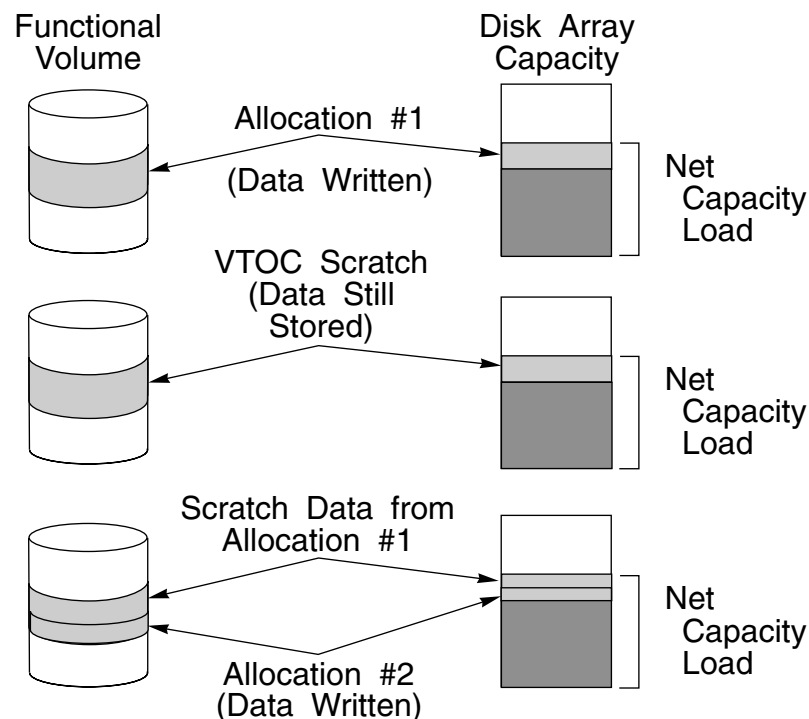 Functional
Volume
Disk Array
Capacity
Allocation #1
(Data Written)
Net
Capacity
Load
VTOC Scratch
(Data Still
Stored)
Net
Capacity
Load
Scratch Data from
Allocation #1
Net
Capacity
Load
Allocation #2
(Data Written)